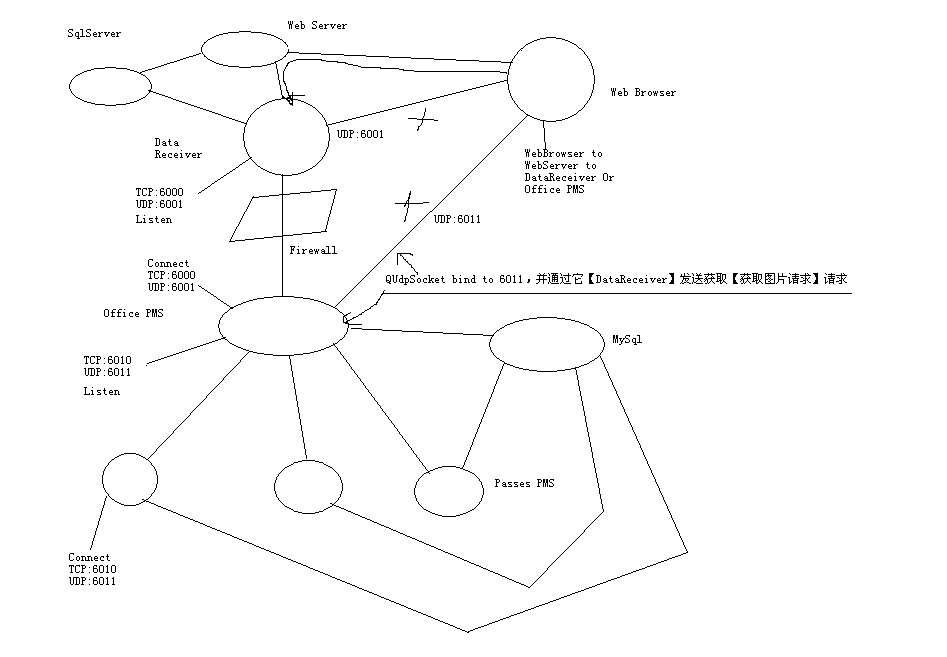 Web Server
SqlServer
Web Browser
UDP:6001
Data
Receiver
WebBrowser to
WebServer to
DataReceiver Or
Office PMS
TCP:6000
UDP:6001
Listen
UDP:6011
Firewall
Connect
TCP:6000
UDP:6001
QUdpSocket bind to 6011，并通过它【DataReceiver】发送获取【获取图片请求】请求
Office PMS
MySql
TCP:6010
UDP:6011
Listen
Passes PMS
Connect
TCP:6010
UDP:6011